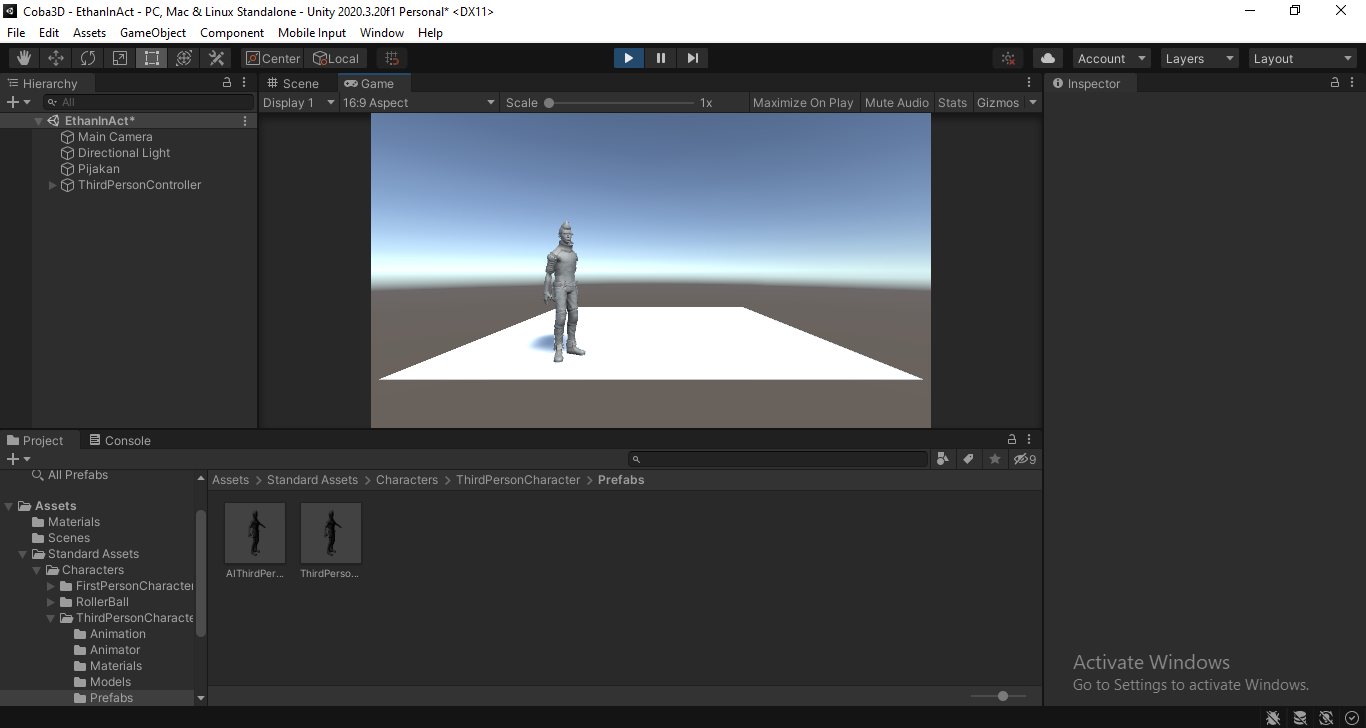 Coba3D - EthanInAct - PC, Mac & Linux Standalone - Unity 2020.3.20f1 Personal* <DX11>
File Edit Assets GameObject Component Mobile Input Window Help
Center Local Account Layers Layout
Hierarchy Scene Game Inspector
All Display 1 16:9 Aspect Scale 1x Maximize On Play Mute Audio Stats Gizmos
EthanInAct*
Main Camera
Directional Light
Pijakan
ThirdPersonController
Project Console
9
All Prefabs
Assets > Standard Assets > Characters > ThirdPersonCharacter > Prefabs
Assets
Materials
Scenes
Standard Assets
Characters
FirstPersonCharacter
RollerBall
ThirdPersonCharacte
Animation
Animator
Materials
Models
Prefabs
AIThirdPer... ThirdPerso...
Activate Windows
Go to Settings to activate Windows.